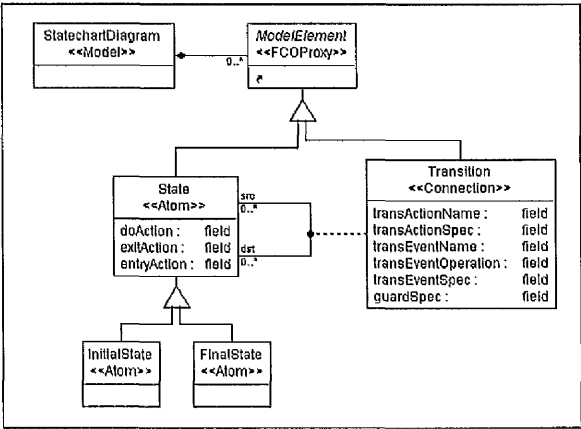 StatechartDiagram
<<Model>>
ModelElement
<<FCOProxy>>
0..*
State
<<Atom>>
doAction : field
exitAction : field
entryAction : field
src
0..*
dst
0..*
Transition
<<Connection>>
transActionName : field
transActionSpec : field
transEventName : field
transEventOperation : field
transEventSpec : field
guardSpec : field
InitialState
<<Atom>>
FinalState
<<Atom>>